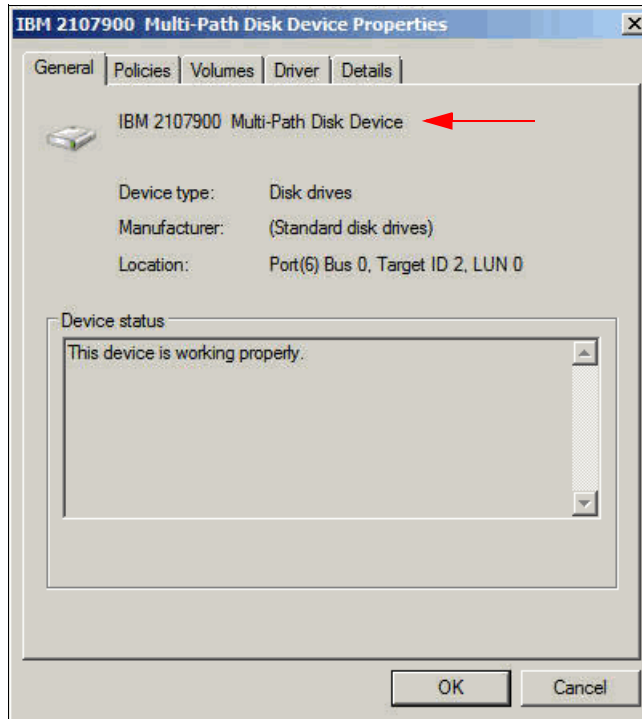 IBM 2107900  Multi-Path Disk Device Properties
General Policies Volumes Driver Details
IBM 2107900  Multi-Path Disk Device
Device type: Disk drives
Manufacturer: (Standard disk drives)
Location: Port(6) Bus 0, Target ID 2, LUN 0
Device status
This device is working properly.
OK Cancel